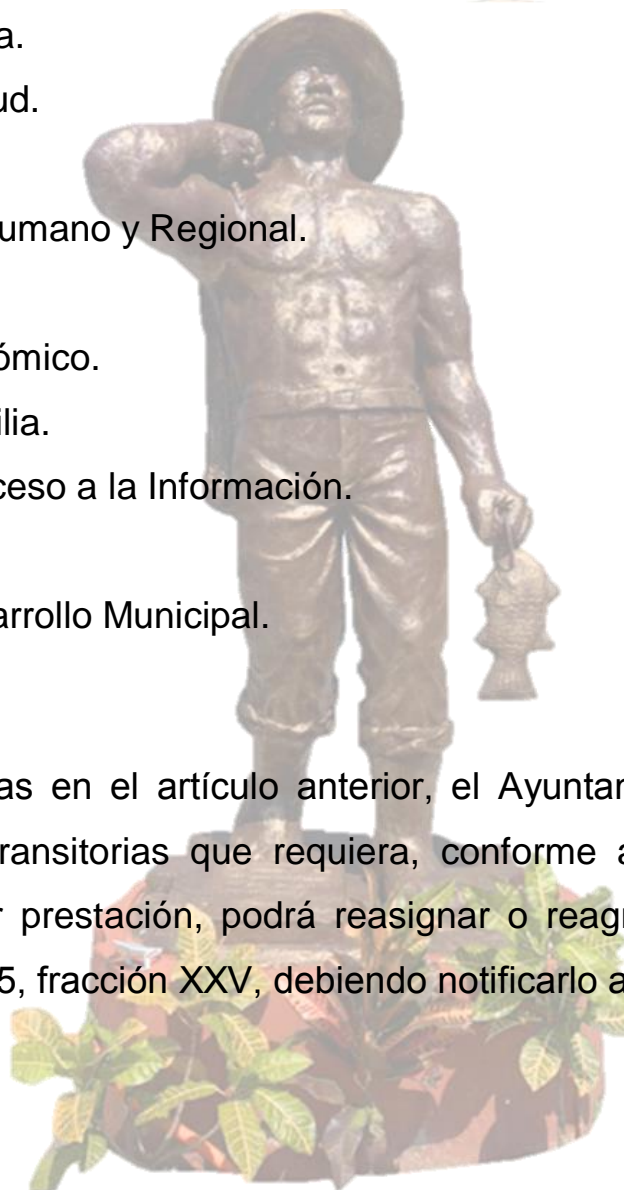 a.
ud.
umano y Regional.
ómico.
ilia.
ceso a la Información.
arrollo Municipal.
as en el artículo anterior, el Ayuntar
ransitorias que requiera, conforme a
r prestación, podrá reasignar o reagr
5, fracción XXV, debiendo notificarlo a